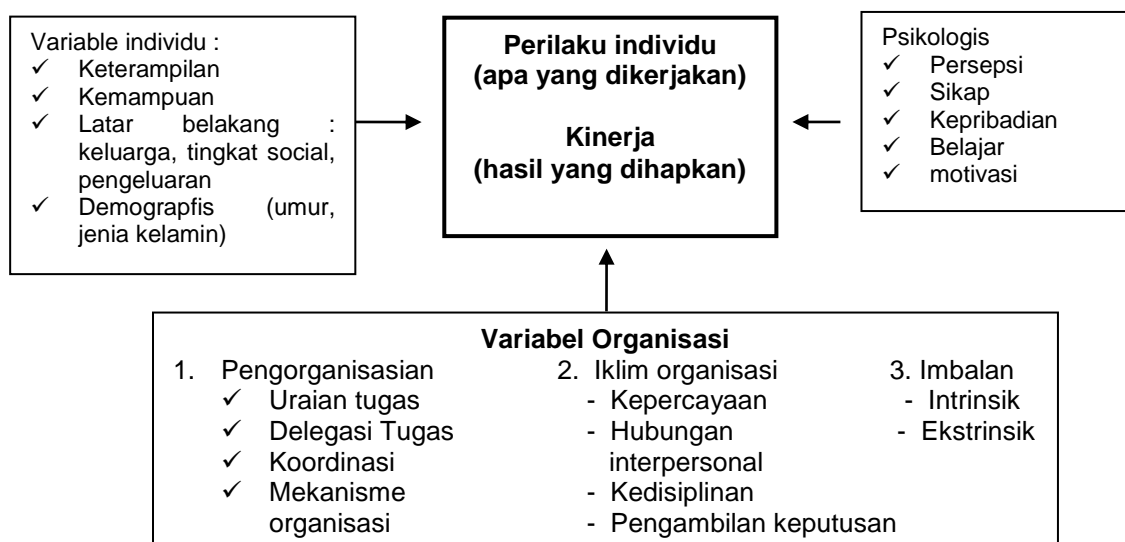 Variable individu :
✓ Keterampilan
✓ Kemampuan
✓ Latar belakang :
keluarga, tingkat social,
pengeluaran
✓ Demograpfis (umur,
jenia kelamin)
Perilaku individu
(apa yang dikerjakan)
Kinerja
(hasil yang dihapkan)
Psikologis
✓ Persepsi
✓ Sikap
✓ Kepribadian
✓ Belajar
✓ motivasi
Variabel Organisasi
1. Pengorganisasian
✓ Uraian tugas
✓ Delegasi Tugas
✓ Koordinasi
✓ Mekanisme
organisasi
2. Iklim organisasi
- Kepercayaan
- Hubungan
interpersonal
- Kedisiplinan
- Pengambilan keputusan
3. Imbalan
- Intrinsik
- Ekstrinsik